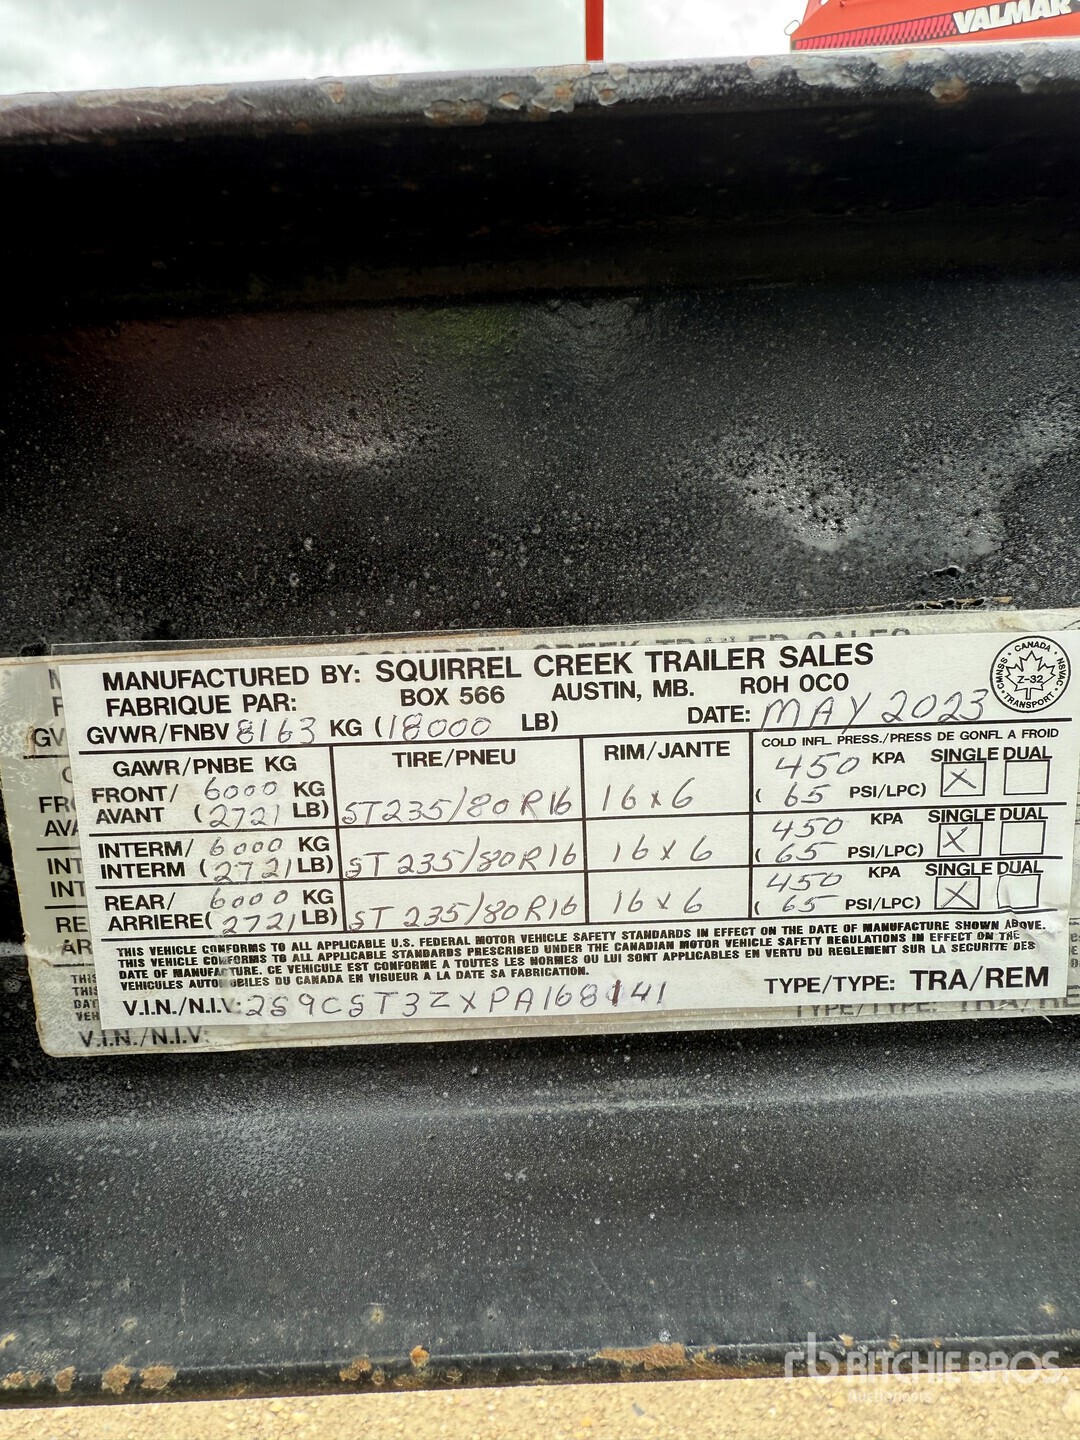 VALMAR
MANUFACTURED BY: SQUIRREL CREEK TRAILER SALES
FABRIQUE PAR: BOX 566 AUSTIN, MB. ROH OCO
GVWR/FNBV 8163 KG (18000 LB) DATE: MAY 2023
CANADA
CMNSS
NSVAC
Z-32
TRANSPORT
GAWR/PNBE KG TIRE/PNEU RIM/JANTE COLD INFL PRESS./PRESS DE GONFL A FROID
FRONT/ 6000 KG ST235/80R16 16x6 450 KPA SINGLE DUAL
AVANT (2721 LB) (65 PSI/LPC) X
INTERM/ 6000 KG ST235/80R16 16x6 450 KPA SINGLE DUAL
INTERM (2721 LB) (65 PSI/LPC) X
REAR/ 6000 KG ST235/80R16 16x6 450 KPA SINGLE DUAL
ARRIERE (2721 LB) (65 PSI/LPC) X
THIS VEHICLE CONFORMS TO ALL APPLICABLE U.S. FEDERAL MOTOR VEHICLE SAFETY STANDARDS IN EFFECT ON THE DATE OF MANUFACTURE SHOWN ABOVE.
THIS VEHICLE CONFORMS TO ALL APPLICABLE STANDARDS PRESCRIBED UNDER THE CANADIAN MOTOR VEHICLE SAFETY REGULATIONS IN EFFECT ON THE
DATE OF MANUFACTURE. CE VEHICULE EST CONFORME A TOUTES LES NORMES OU LUI SONT APPLICABLES EN VERTU DU REGLEMENT SUR LA SECURITE DES
VEHICULES AUTOMOBILES DU CANADA EN VIGUEUR A LA DATE SA FABRICATION.
V.I.N./N.I.V: 2S9CST3ZXPA168141 TYPE/TYPE: TRA/REM
V.I.N./N.I.V:
rb RITCHIE BROS.
Auctioneers